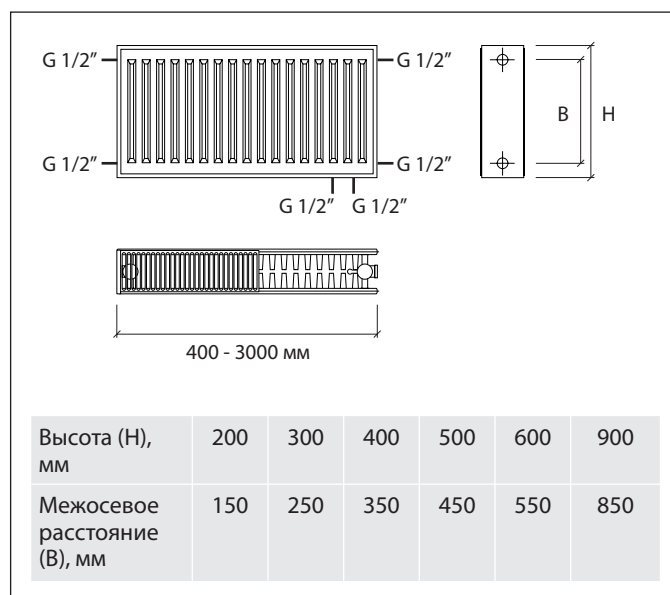 G 1/2” G 1/2”
B H
G 1/2” G 1/2”
G 1/2” G 1/2”
400 - 3000 мм
Высота (H), мм 200 300 400 500 600 900
Межосевое расстояние (B), мм 150 250 350 450 550 850